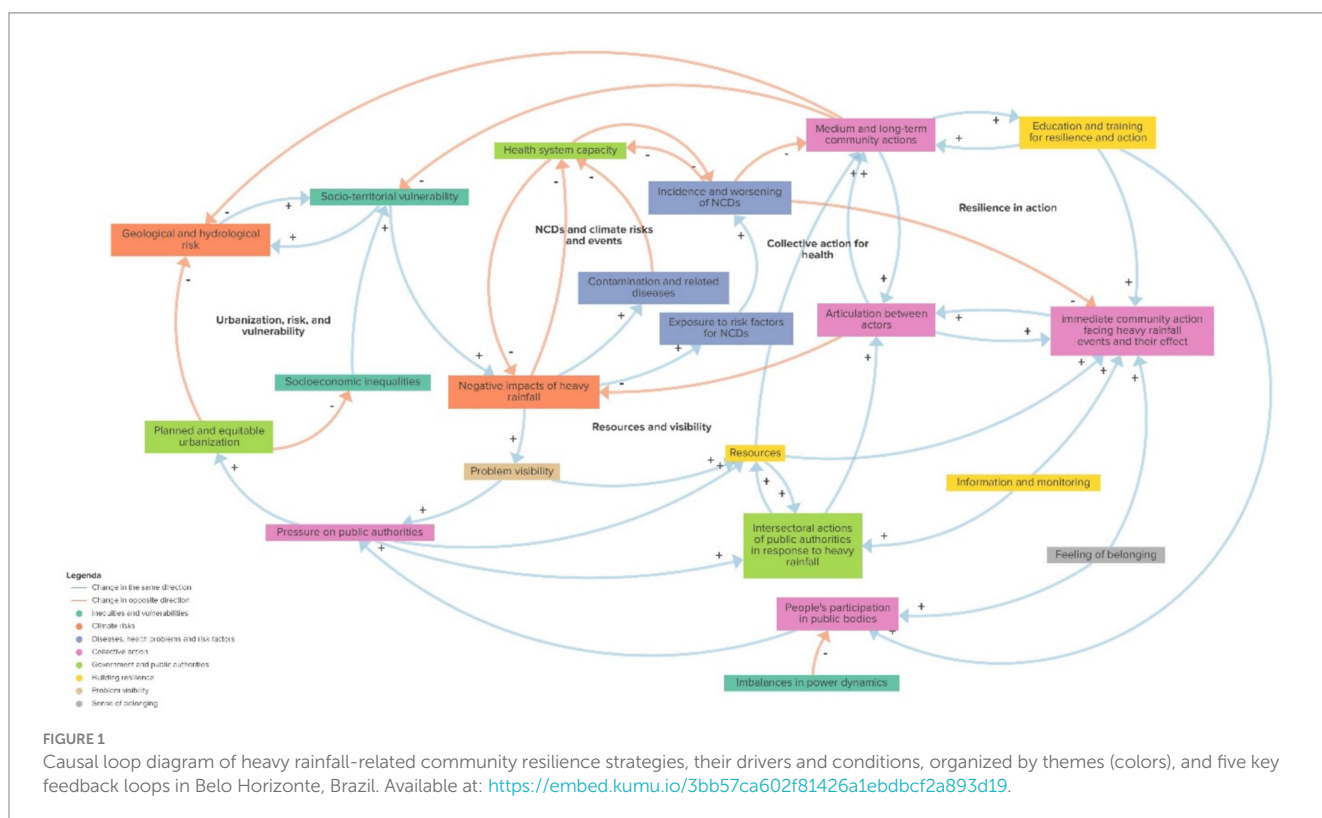 Medium and long-term
community actions
Education and training
for resilience and action
Health system capacity
Incidence and worsening
of NCDs
Socio-territorial vulnerability
Resilience in action
Geological and hydrological
risk
NCDs and climate risks
and events
Collective action for
health
Contamination and related
diseases
Urbanization, risk, and
vulnerability
Exposure to risk factors
for NCDs
Articulation between
actors
immediate community action
facing heavy rainfall
events and their effect
Socioeconomic inequalities
Negative impacts of heavy
rainfall
Planned and equitable
urbanization
Resources and visibility
Problem visibility
Resources
Information and monitoring
Pressure on public authorities
Intersectoral actions
of public authorities
in response to heavy
rainfall
Feeling of belonging
People's participation
in public bodies
Imbalances in power dynamics
Legenda
Change in the same direction
Change in opposite direction
Inequities and vulnerabilities
Climate risks
Diseases, health problems and risk factors
Collective action
Government and public authorities
Building resilience
Problem visibility
Sense of belonging
FIGURE 1
Causal loop diagram of heavy rainfall-related community resilience strategies, their drivers and conditions, organized by themes (colors), and five key
feedback loops in Belo Horizonte, Brazil. Available at: https://embed.kumu.io/3bb57ca602f81426a1ebdbcf2a893d19.